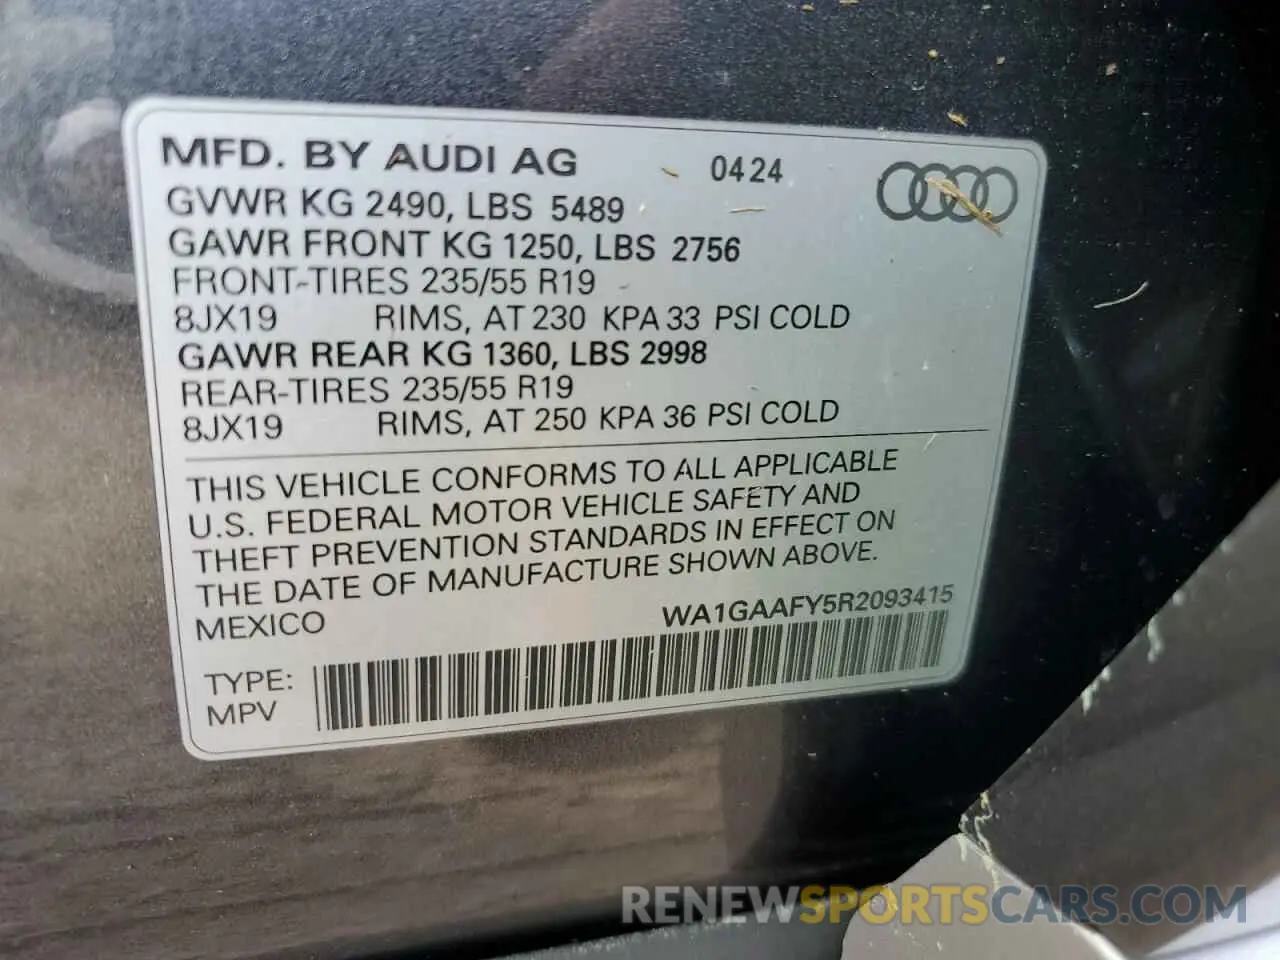 MFD. BY AUDI AG 0424
GVWR KG 2490, LBS 5489
GAWR FRONT KG 1250, LBS 2756
FRONT-TIRES 235/55 R19
8JX19 RIMS, AT 230 KPA 33 PSI COLD
GAWR REAR KG 1360, LBS 2998
REAR-TIRES 235/55 R19
8JX19 RIMS, AT 250 KPA 36 PSI COLD
THIS VEHICLE CONFORMS TO ALL APPLICABLE
U.S. FEDERAL MOTOR VEHICLE SAFETY AND
THEFT PREVENTION STANDARDS IN EFFECT ON
THE DATE OF MANUFACTURE SHOWN ABOVE.
MEXICO WA1GAAFY5R2093415
TYPE:
MPV
RENEWSPORTSCARS.COM